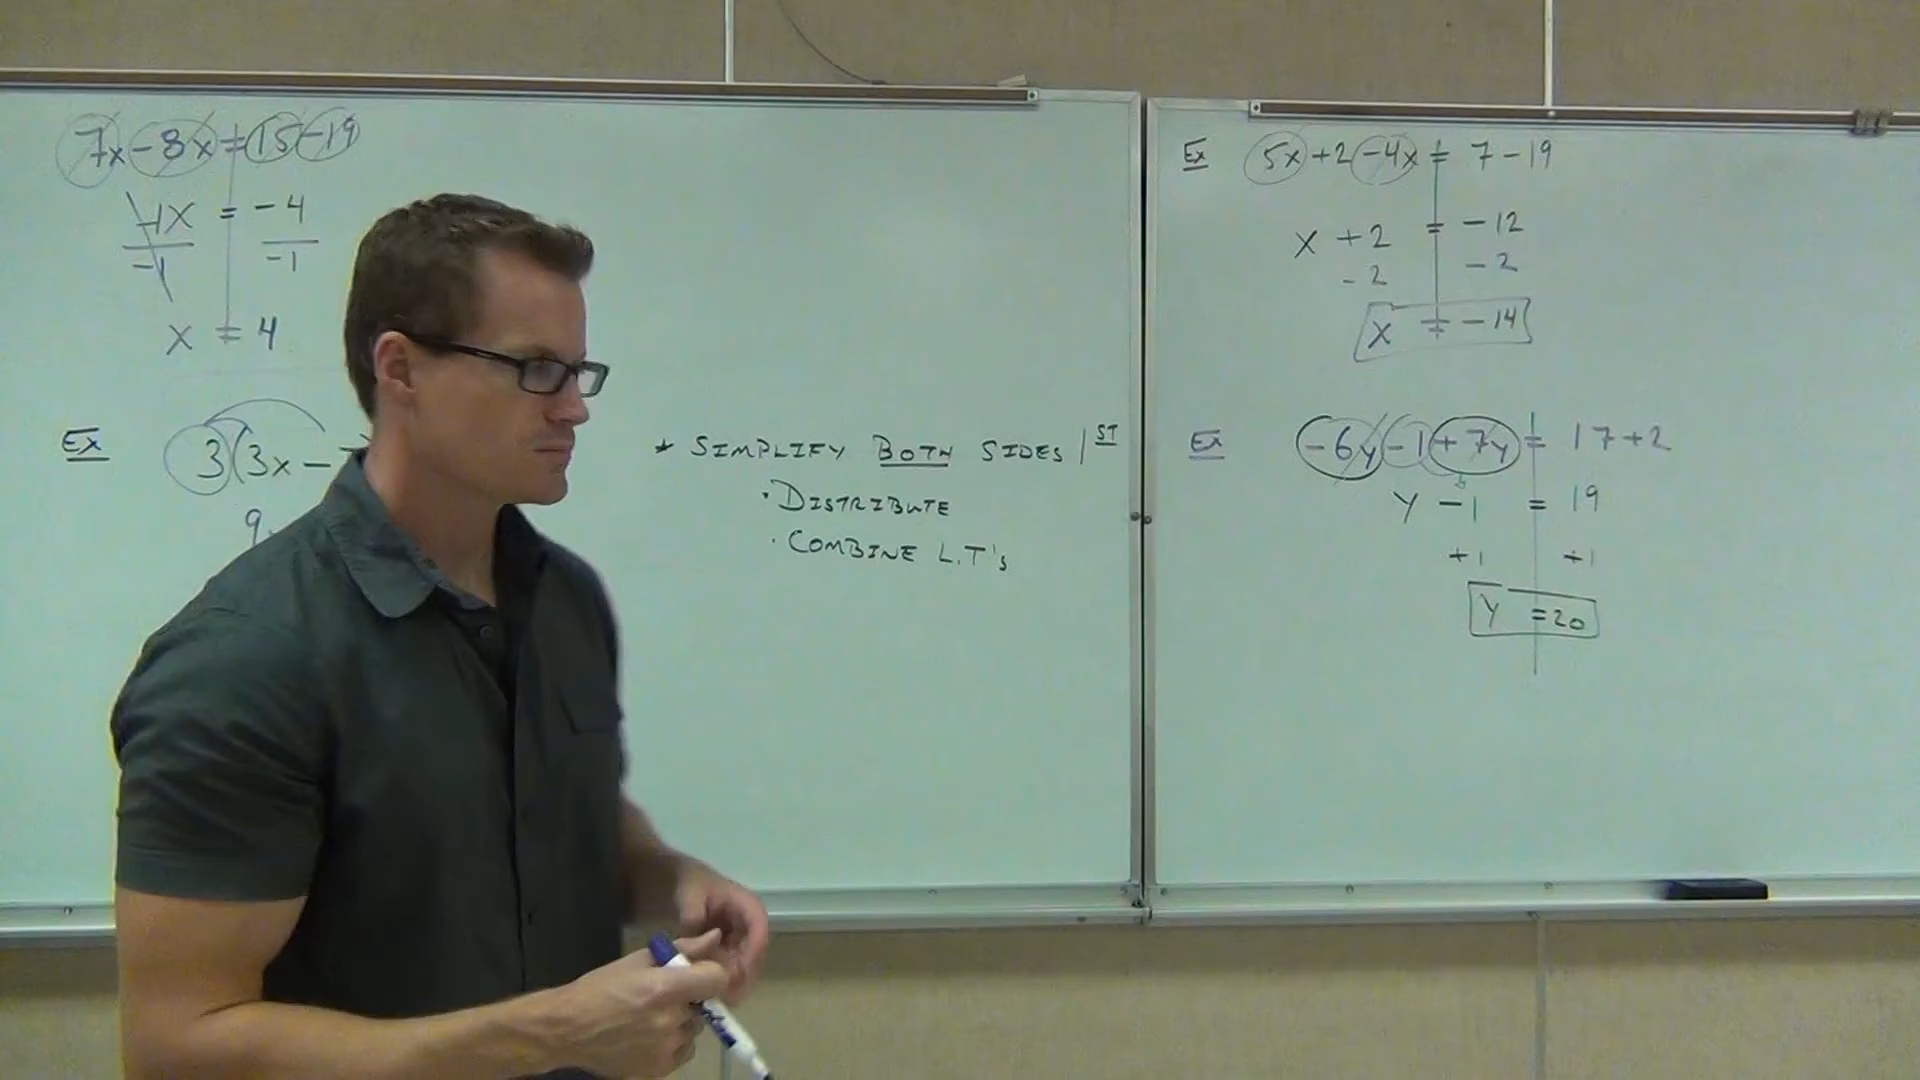 7x - 8x = 15 - 19
-1x = -4
-1 -1
x = 4
Ex 3(3x - 7
9
* SIMPLIFY BOTH SIDES 1ST
· DISTRIBUTE
· COMBINE L.T's
Ex 5x + 2 - 4x = 7 - 19
x + 2 = -12
-2 -2
x = -14
Ex -6y - 1 + 7y = 17 + 2
y - 1 = 19
+1 +1
y = 20